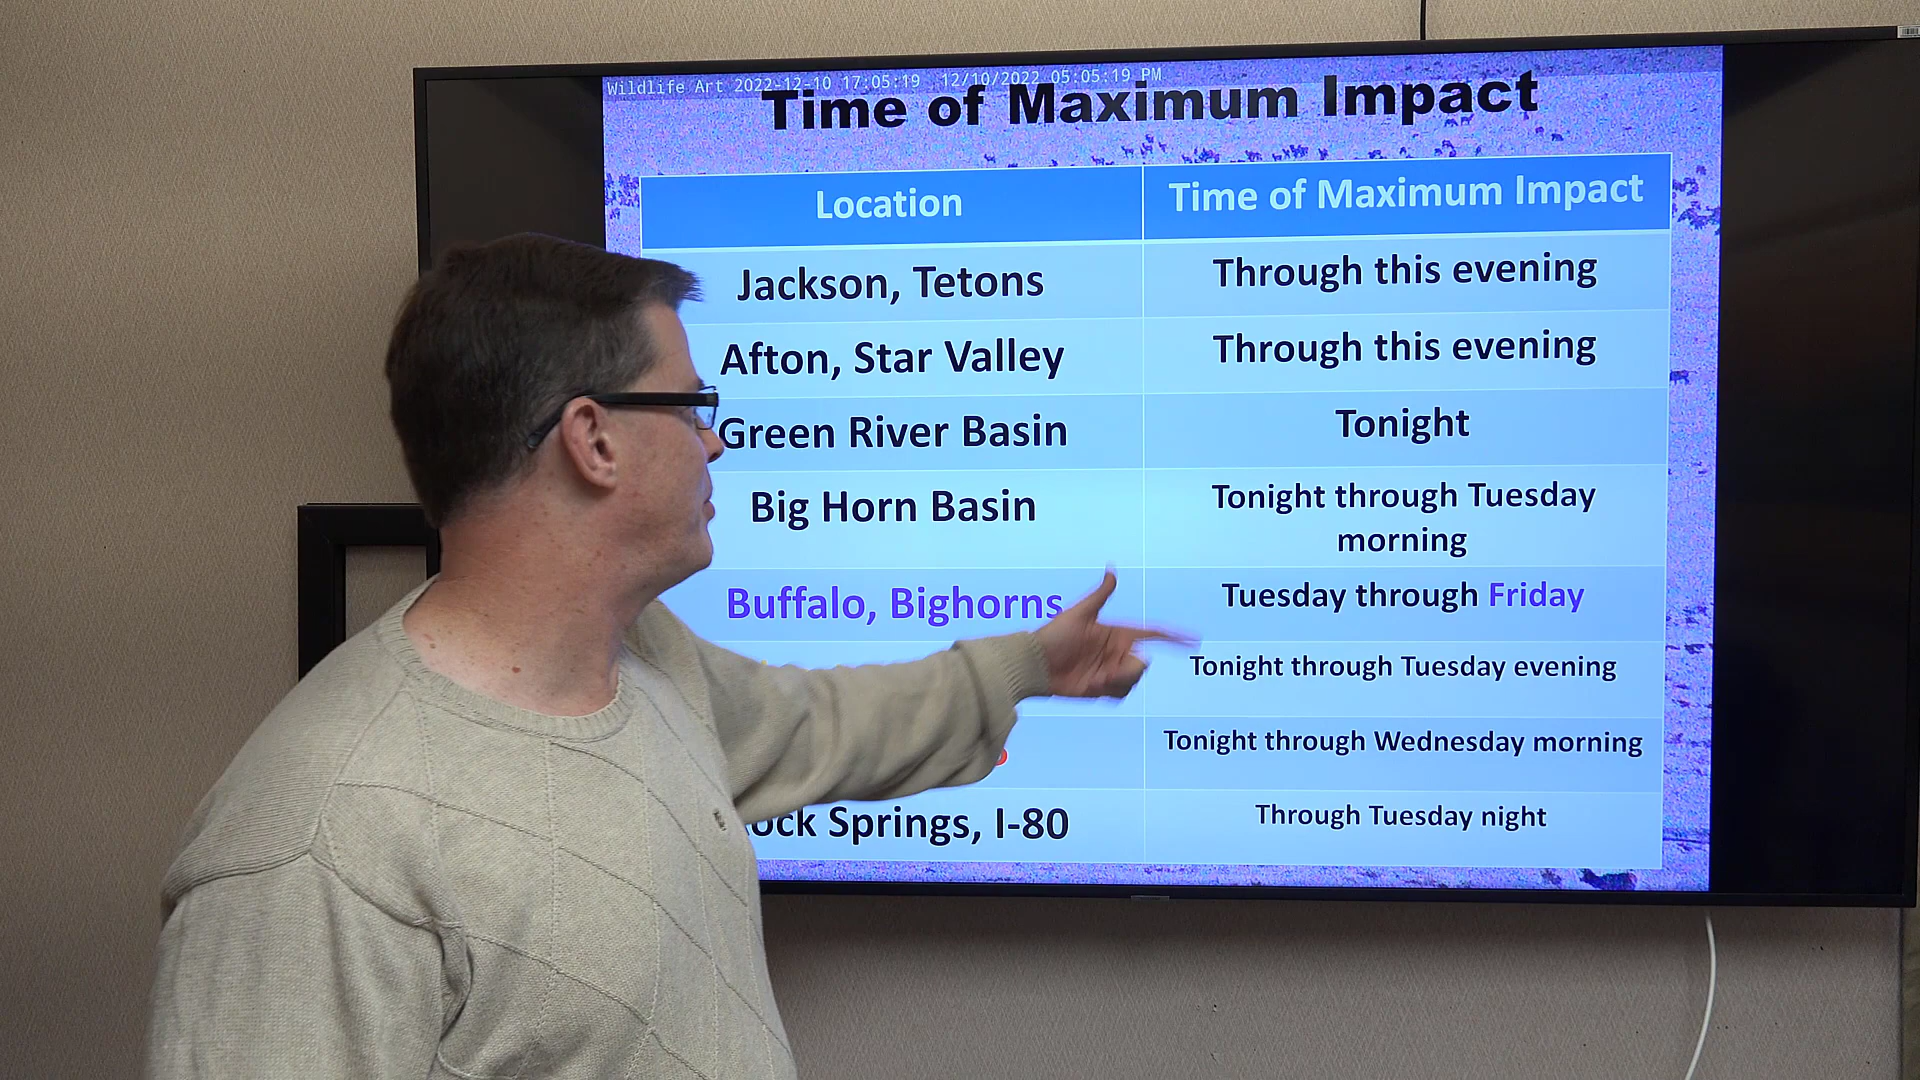 Wildlife Art 2022-12-10 17:05:19 12/10/2022 05:05:19 PM
Time of Maximum Impact
Location
Time of Maximum Impact
Jackson, Tetons
Through this evening
Afton, Star Valley
Through this evening
Green River Basin
Tonight
Big Horn Basin
Tonight through Tuesday
morning
Buffalo, Bighorns
Tuesday through Friday
Tonight through Tuesday evening
Tonight through Wednesday morning
Springs, I-80
Through Tuesday night